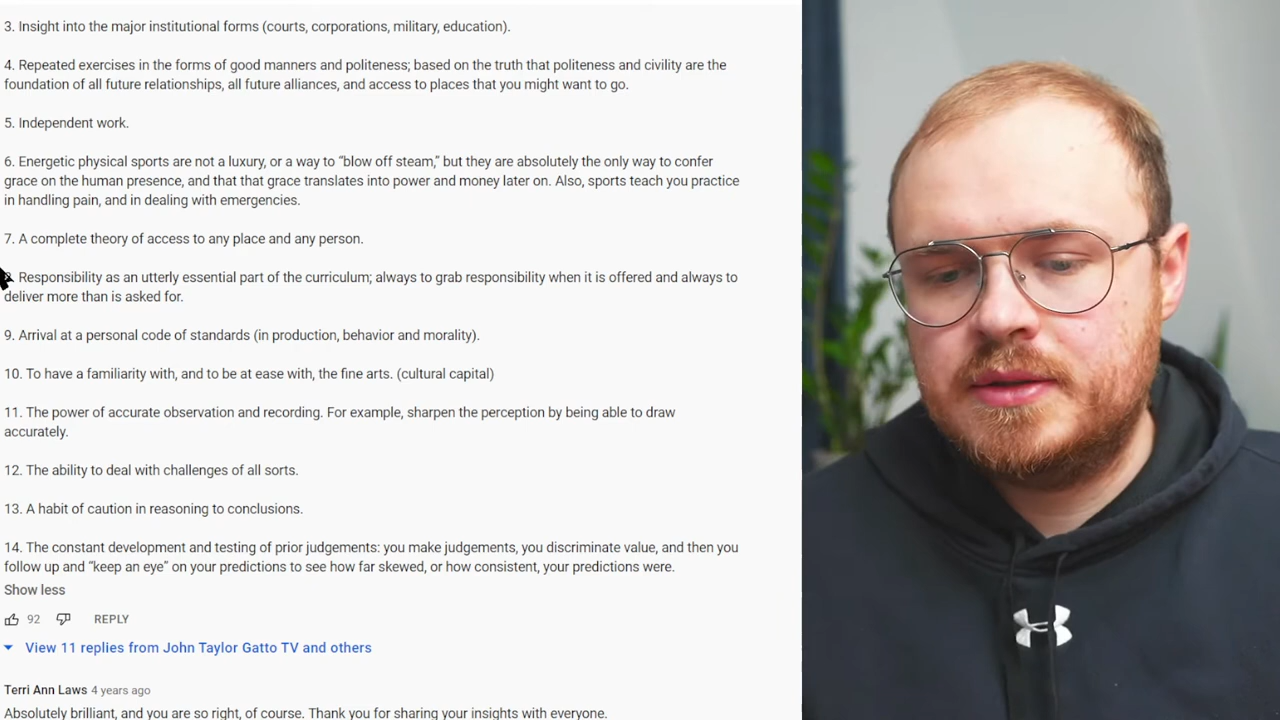 3. Insight into the major institutional forms (courts, corporations, military, education).
4. Repeated exercises in the forms of good manners and politeness; based on the truth that politeness and civility are the
foundation of all future relationships, all future alliances, and access to places that you might want to go.
5. Independent work.
6. Energetic physical sports are not a luxury, or a way to “blow off steam,” but they are absolutely the only way to confer
grace on the human presence, and that that grace translates into power and money later on. Also, sports teach you practice
in handling pain, and in dealing with emergencies.
7. A complete theory of access to any place and any person.
Responsibility as an utterly essential part of the curriculum; always to grab responsibility when it is offered and always to
deliver more than is asked for.
9. Arrival at a personal code of standards (in production, behavior and morality).
10. To have a familiarity with, and to be at ease with, the fine arts. (cultural capital)
11. The power of accurate observation and recording. For example, sharpen the perception by being able to draw
accurately.
12. The ability to deal with challenges of all sorts.
13. A habit of caution in reasoning to conclusions.
14. The constant development and testing of prior judgements: you make judgements, you discriminate value, and then you
follow up and “keep an eye” on your predictions to see how far skewed, or how consistent, your predictions were.
Show less
92 REPLY
View 11 replies from John Taylor Gatto TV and others
Terri Ann Laws 4 years ago
Absolutely brilliant, and you are so right, of course. Thank you for sharing your insights with everyone.